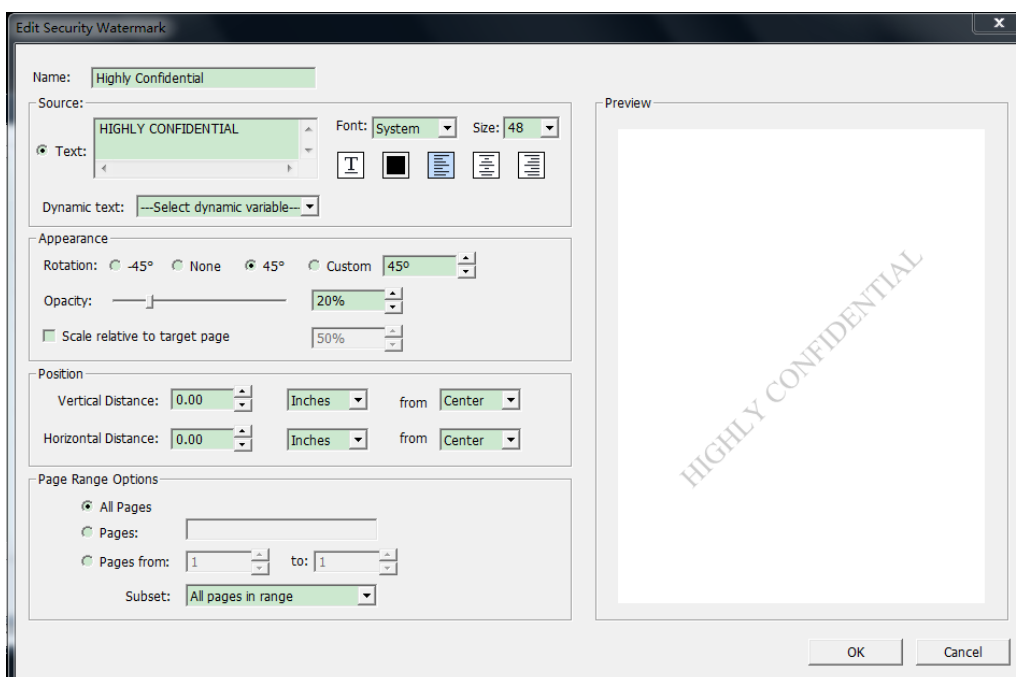 Edit Security Watermark
x
Name: Highly Confidential
Source:
Text: HIGHLY CONFIDENTIAL
Font: System Size: 48
T
Dynamic text: ---Select dynamic variable---
Appearance
Rotation: -45° None 45° Custom 45º
Opacity: 20%
Scale relative to target page 50%
Position
Vertical Distance: 0.00 Inches from Center
Horizontal Distance: 0.00 Inches from Center
Page Range Options
All Pages
Pages:
Pages from: 1 to: 1
Subset: All pages in range
Preview
HIGHLY CONFIDENTIAL
OK Cancel